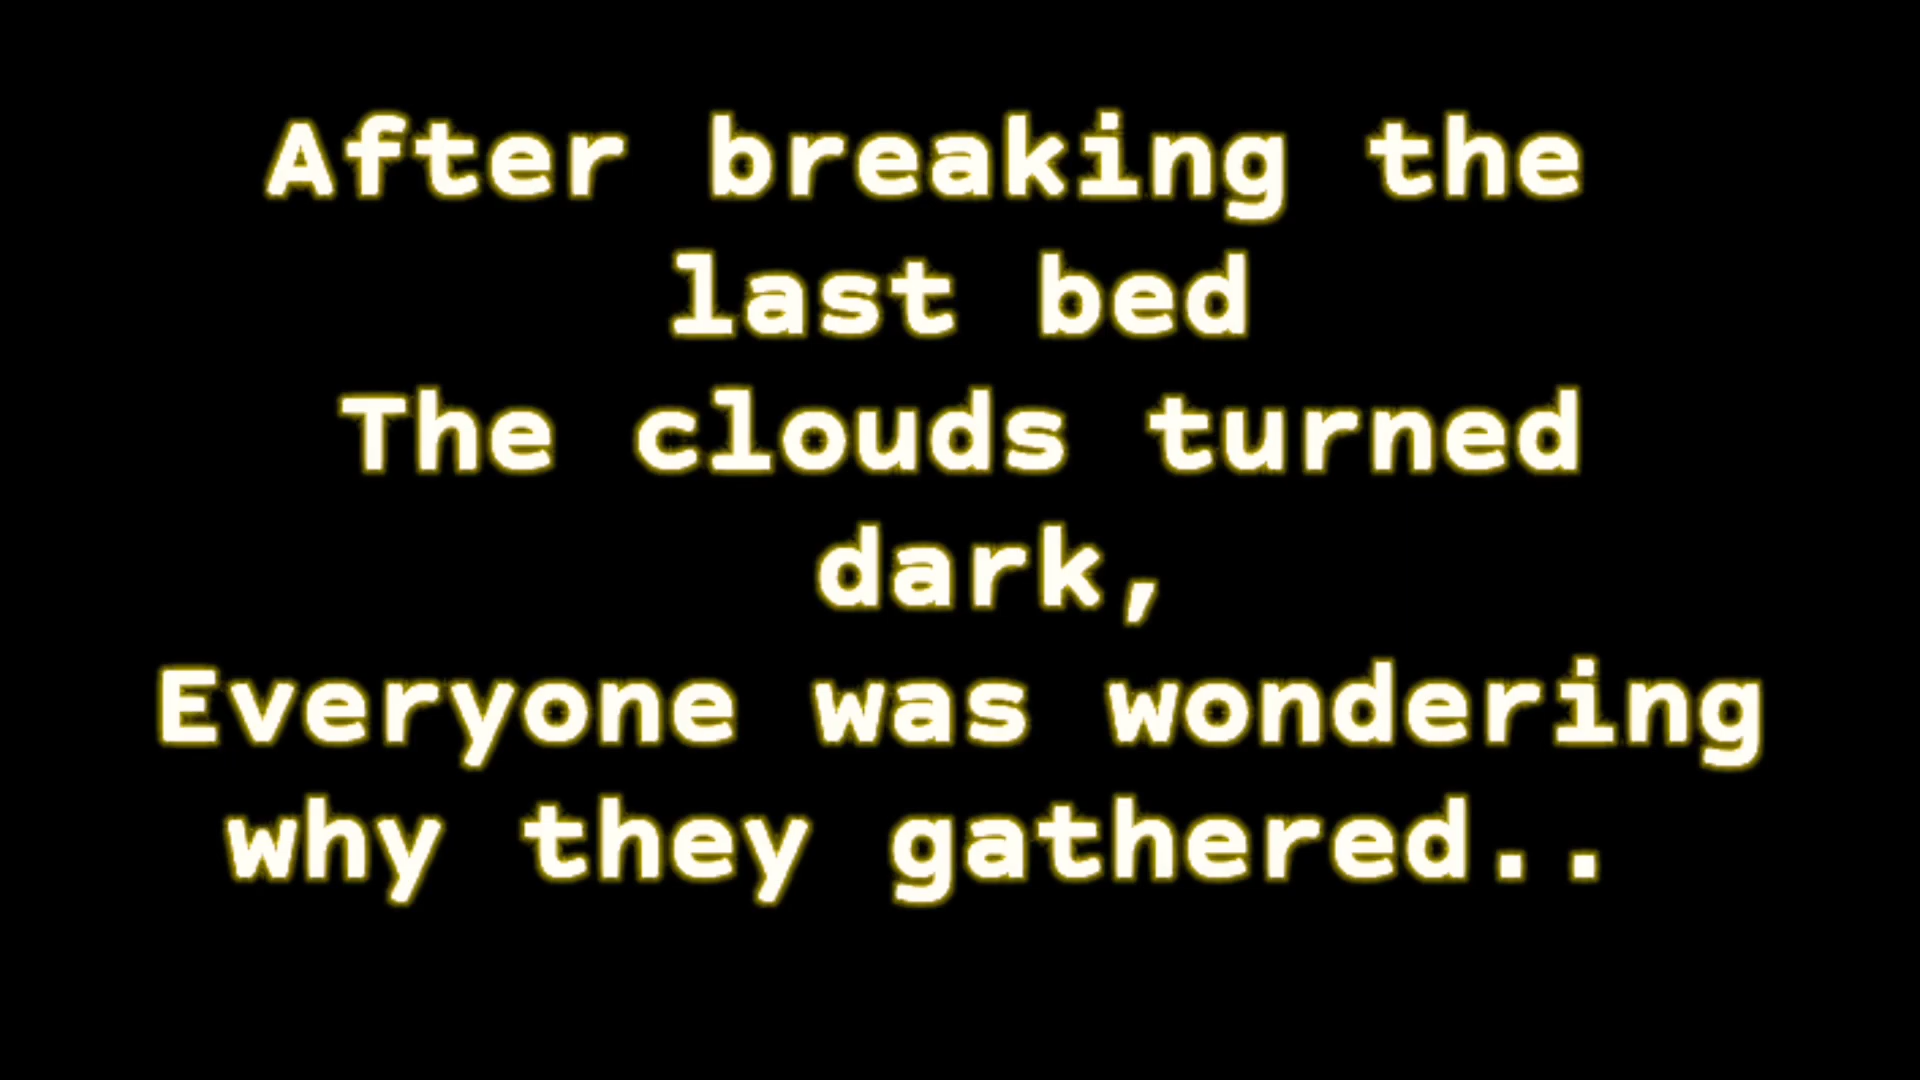 After breaking the
last bed
The clouds turned
dark,
Everyone was wondering
why they gathered..